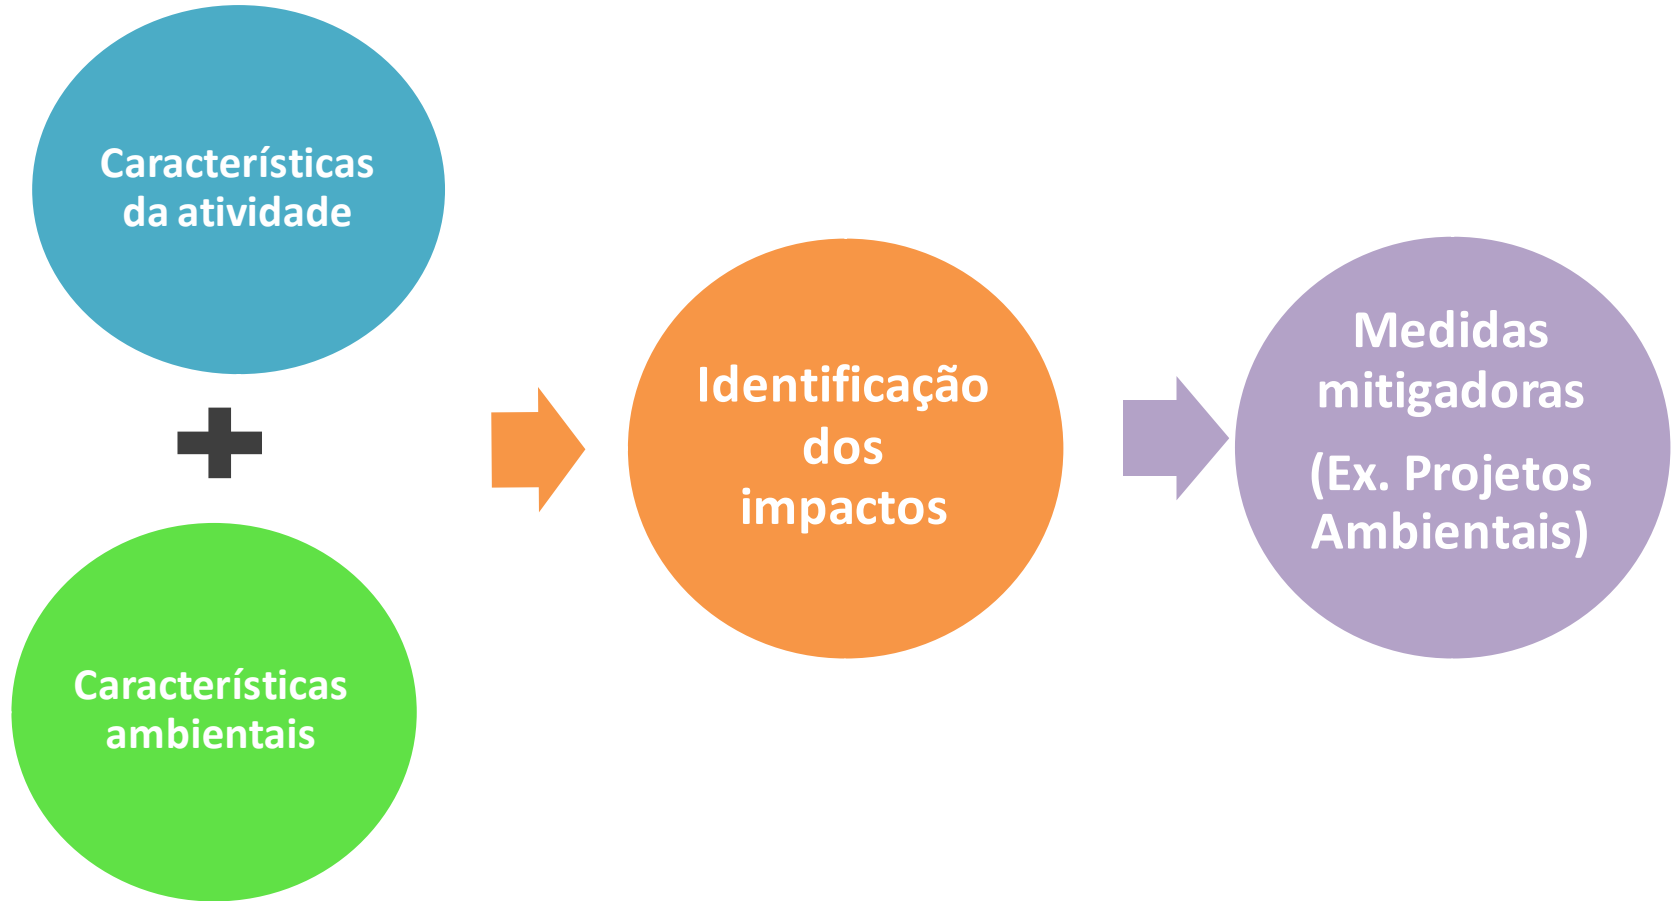 Características
da atividade
Características
ambientais
Identificação
dos
impactos
Medidas
mitigadoras
(Ex. Projetos
Ambientais)